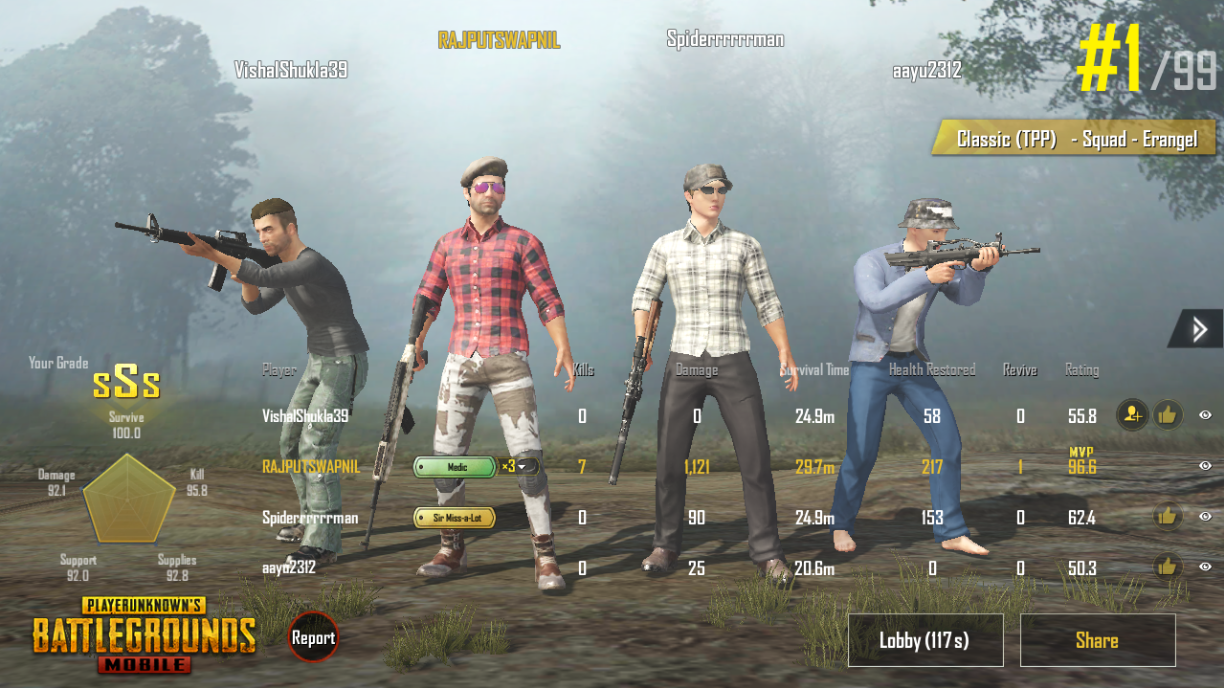 RAJPUTSWAPNIL
Spiderrrrrrman
VishalShukla39
aayu2312
#1/99
Classic (TPP) - Squad - Erangel
Your Grade
sSs
Survive
100.0
Damage
92.1
Kill
95.8
Support
92.0
Supplies
92.8
Player Kills Damage Survival Time Health Restored Revive Rating
VishalShukla39 0 0 24.9m 58 0 55.8
MVP
RAJPUTSWAPNIL Medic ×3 7 1,121 29.7m 217 1 96.6
Spiderrrrrrman Sir Miss-a-Lot 0 90 24.9m 153 0 62.4
aayu2312 0 25 20.6m 0 0 50.3
PLAYERUNKNOWN'S
BATTLEGROUNDS
MOBILE
Report
Lobby (117 s)
Share